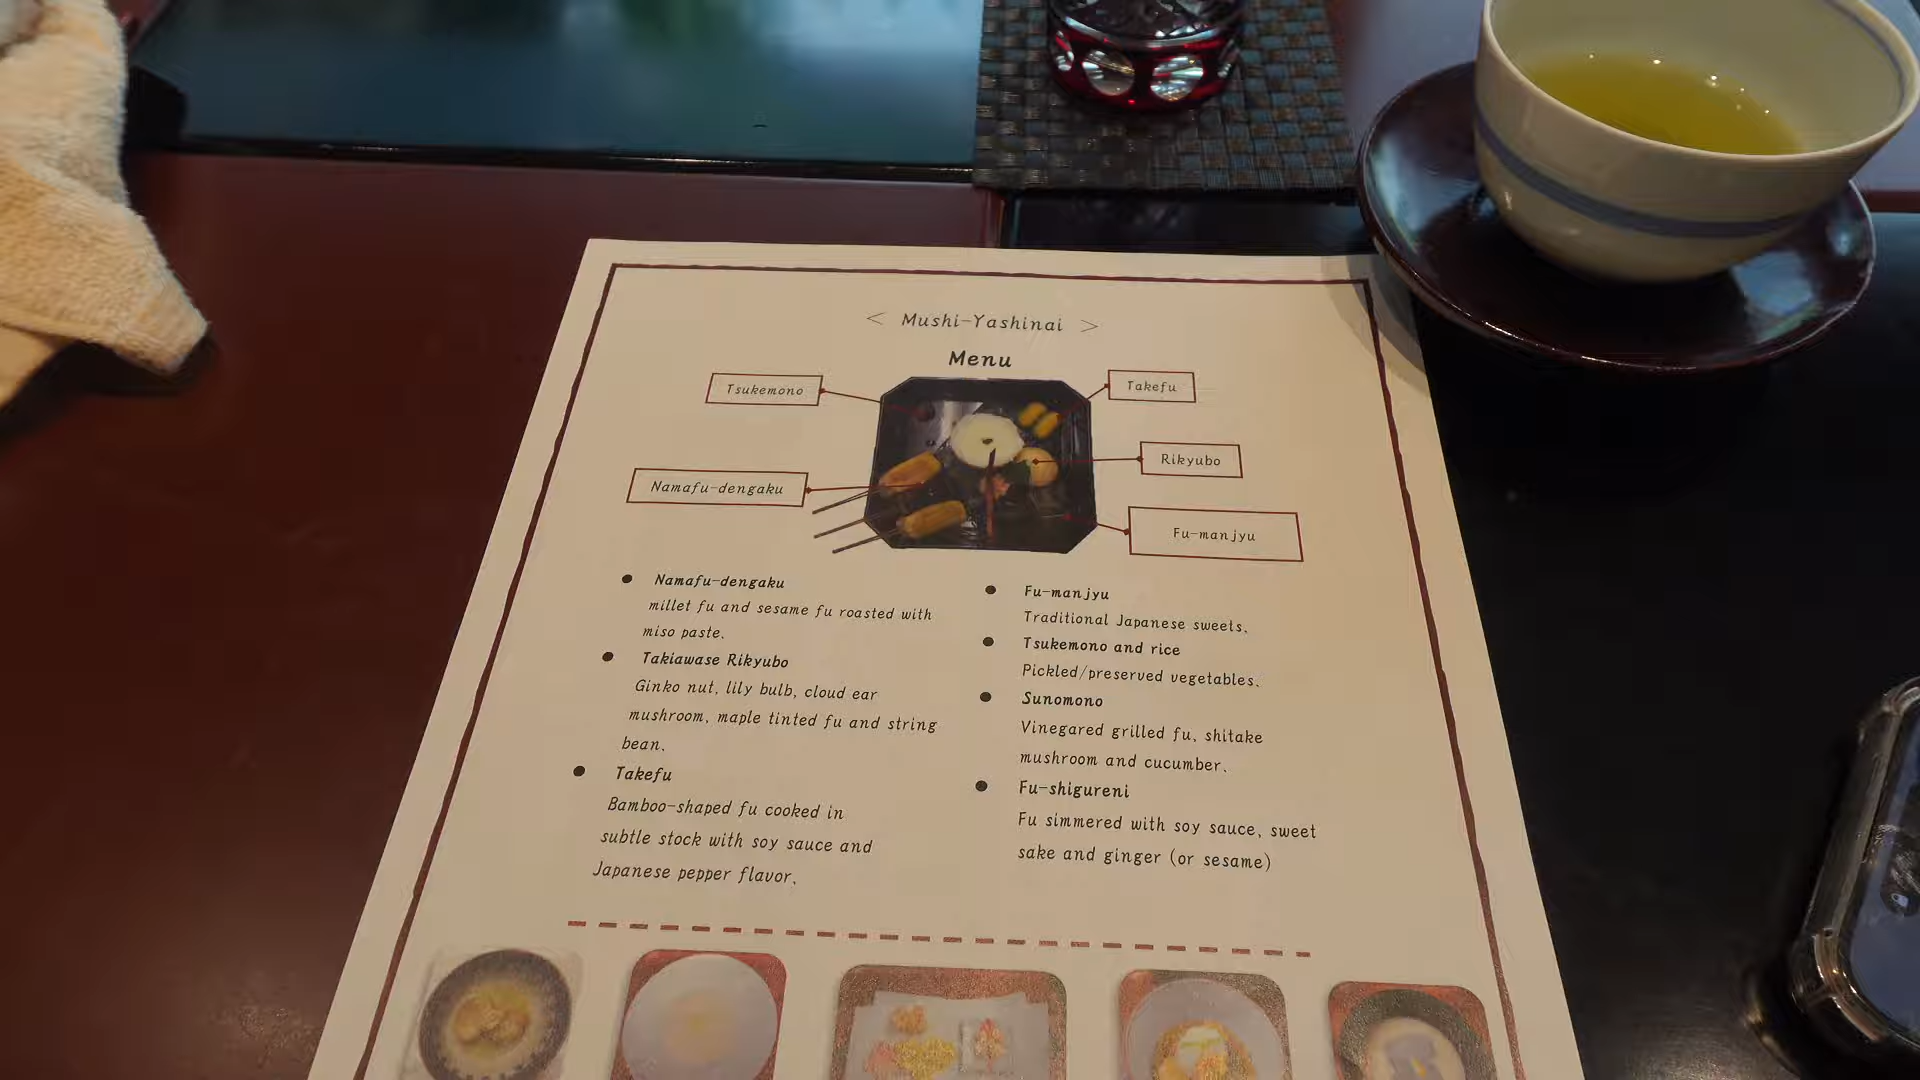 < Mushi-Yashinai >
Menu
Tsukemono
Takefu
Rikyubo
Namafu-dengaku
Fu-manjyu
● Namafu-dengaku
millet fu and sesame fu roasted with
miso paste.
● Takiawase Rikyubo
Ginko nut, lily bulb, cloud ear
mushroom, maple tinted fu and string
bean.
● Takefu
Bamboo-shaped fu cooked in
subtle stock with soy sauce and
Japanese pepper flavor.
● Fu-manjyu
Traditional Japanese sweets.
● Tsukemono and rice
Pickled/preserved vegetables.
● Sunomono
Vinegared grilled fu, shitake
mushroom and cucumber.
● Fu-shigureni
Fu simmered with soy sauce, sweet
sake and ginger (or sesame)